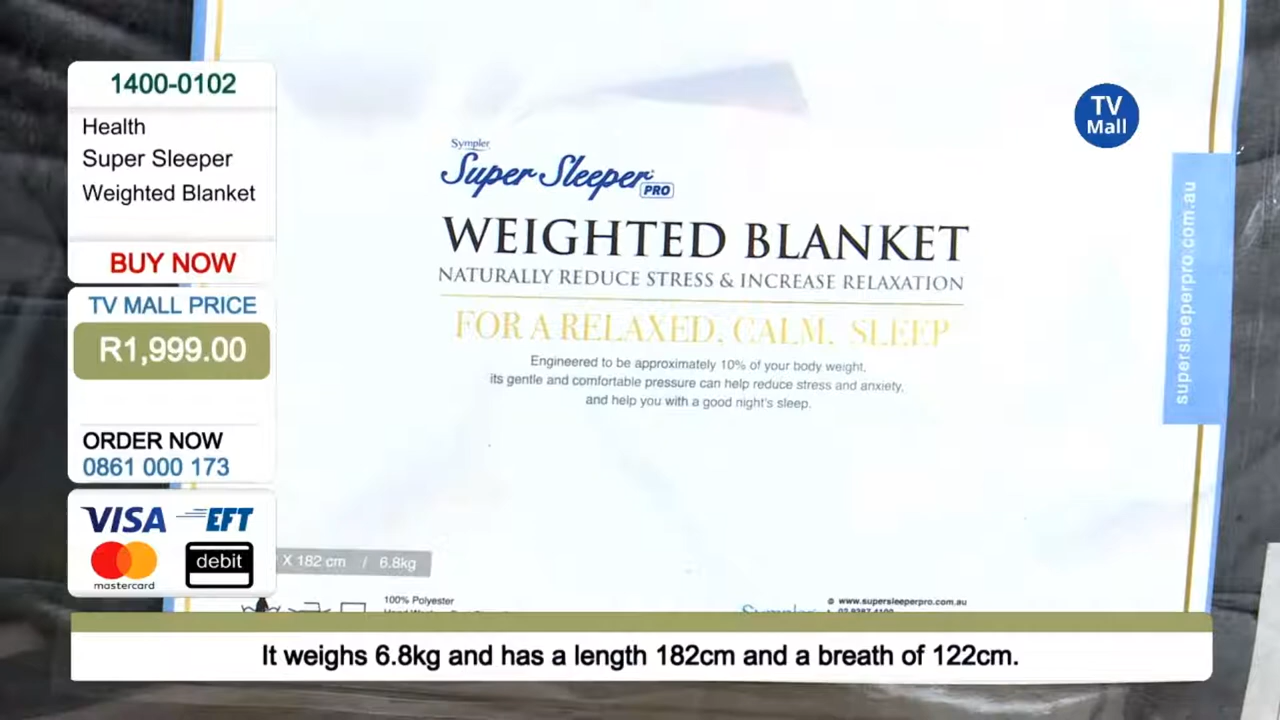 1400-0102
Health
Super Sleeper
Weighted Blanket
BUY NOW
TV MALL PRICE
R1,999.00
ORDER NOW
0861 000 173
VISA EFT
mastercard debit
TV
Mall
Sympler
Super Sleeper PRO
WEIGHTED BLANKET
NATURALLY REDUCE STRESS & INCREASE RELAXATION
FOR A RELAXED, CALM, SLEEP
Engineered to be approximately 10% of your body weight,
its gentle and comfortable pressure can help reduce stress and anxiety,
and help you with a good night's sleep.
supersleeperpro.com.au
X 182 cm / 6.8kg
100% Polyester
Sympler
www.supersleeperpro.com.au
It weighs 6.8kg and has a length 182cm and a breath of 122cm.